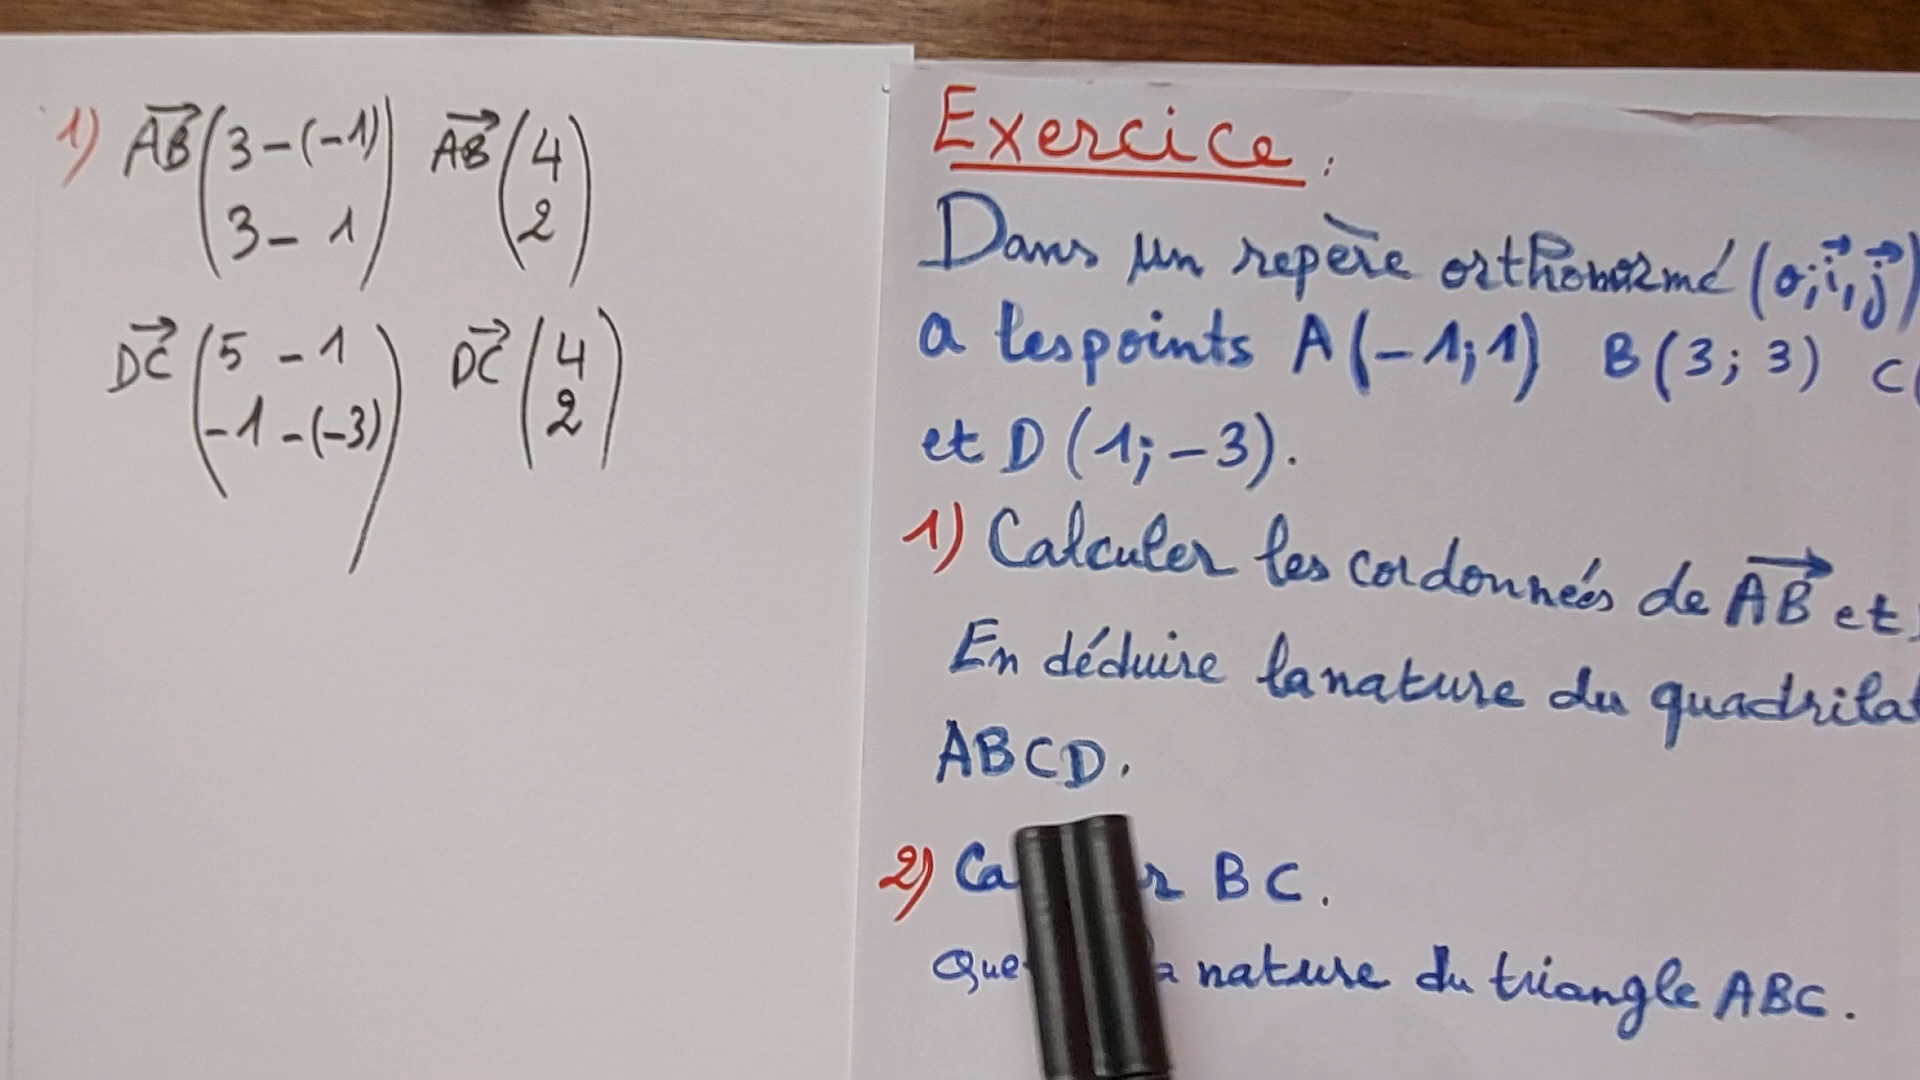 1) AB(3-(-1) AB(4
3- 1) 2)
DC(5 - 1 DC(4
-1 -(-3)) 2)
Exercice :
Dans un repère orthonormé (o;i,j)
a les points A(-1;1) B(3;3) C(
et D(1;-3).
1) Calculer les cordonnées de AB et
En déduire la nature du quadrilat
ABCD.
2) Ca r BC.
Que a nature du triangle ABC.